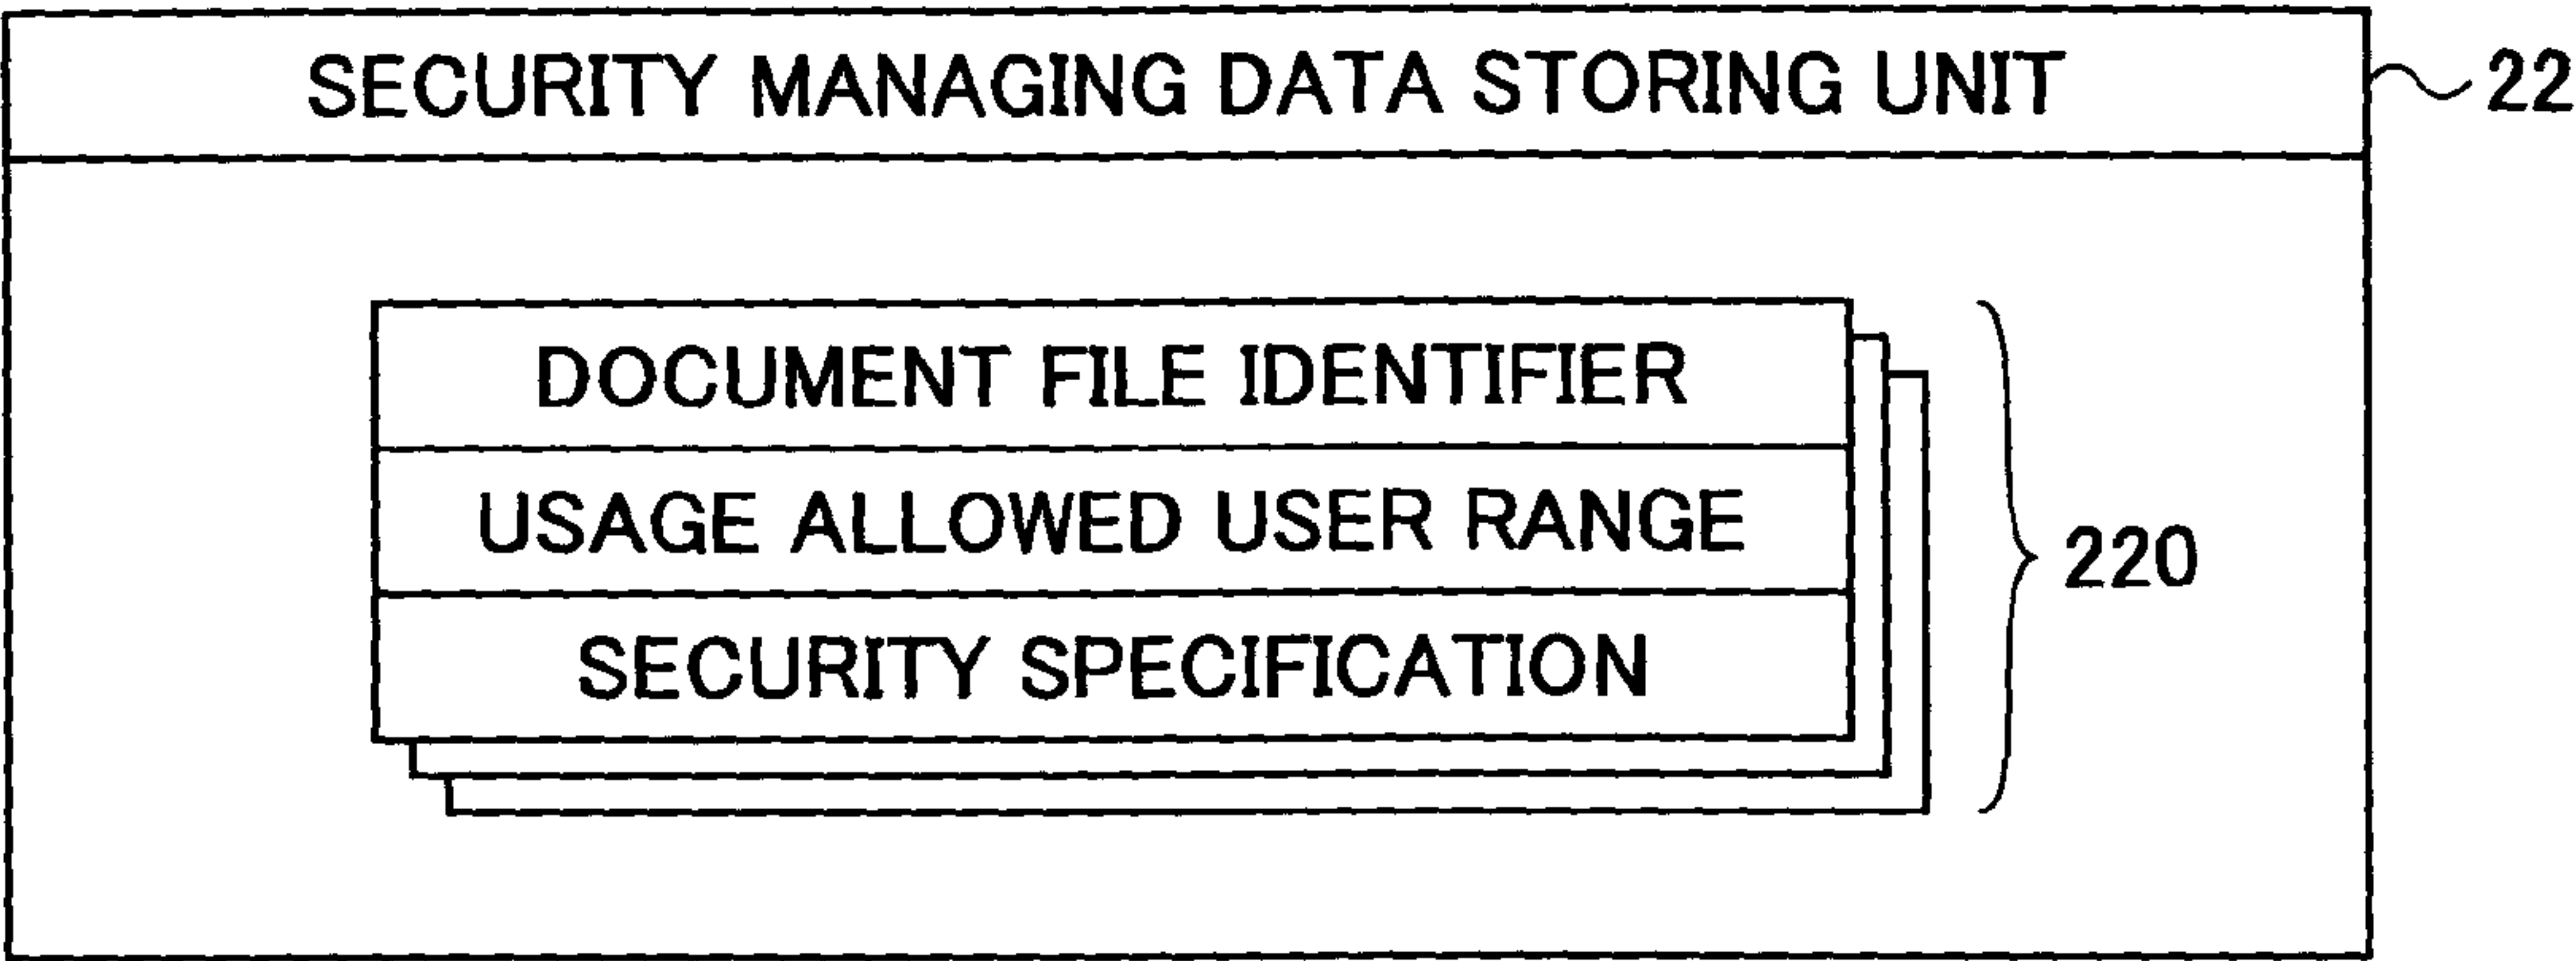 SECURITY MANAGING DATA STORING UNIT 22
DOCUMENT FILE IDENTIFIER
USAGE ALLOWED USER RANGE
220
SECURITY SPECIFICATION